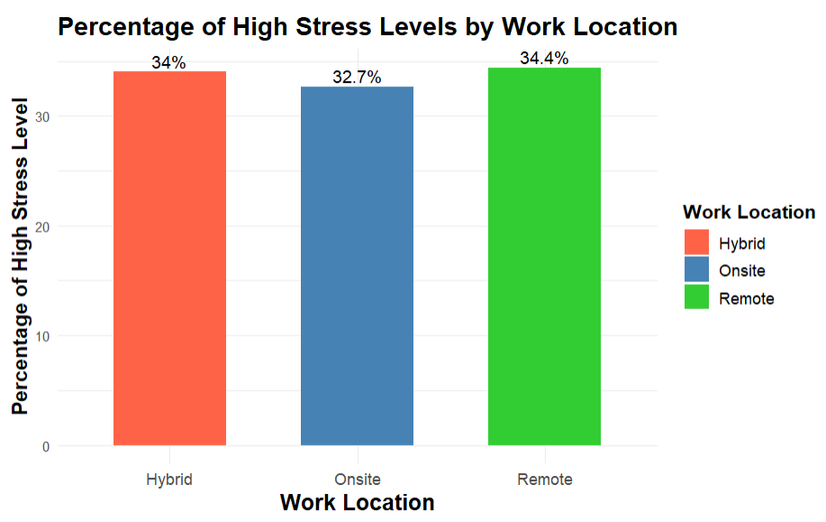 Percentage of High Stress Levels by Work Location
34%
32.7%
34.4%
Percentage of High Stress Level
30
20
10
0
Hybrid
Onsite
Remote
Work Location
Work Location
Hybrid
Onsite
Remote